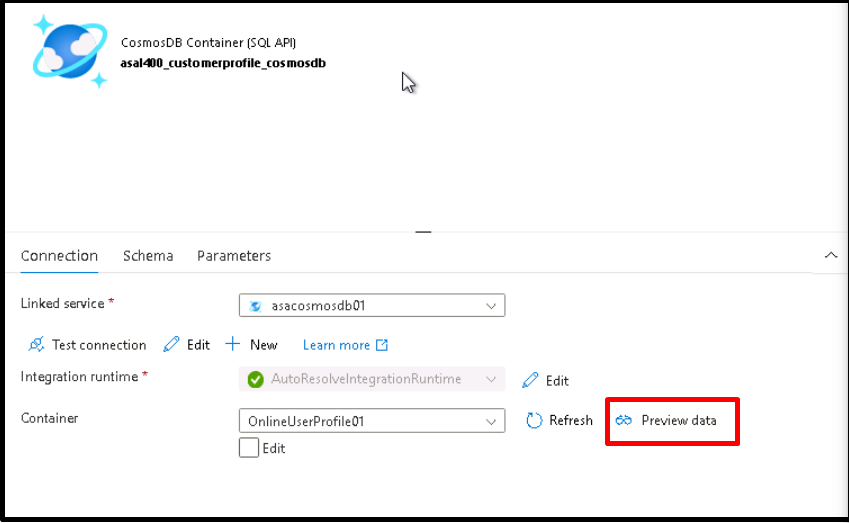 CosmosDB Container (SQL API)
asal400_customerprofile_cosmosdb
Connection Schema Parameters
Linked service *
asacosmosdb01
Test connection Edit New Learn more
Integration runtime *
AutoResolveIntegrationRuntime
Edit
Container
OnlineUserProfile01
Refresh Preview data
Edit